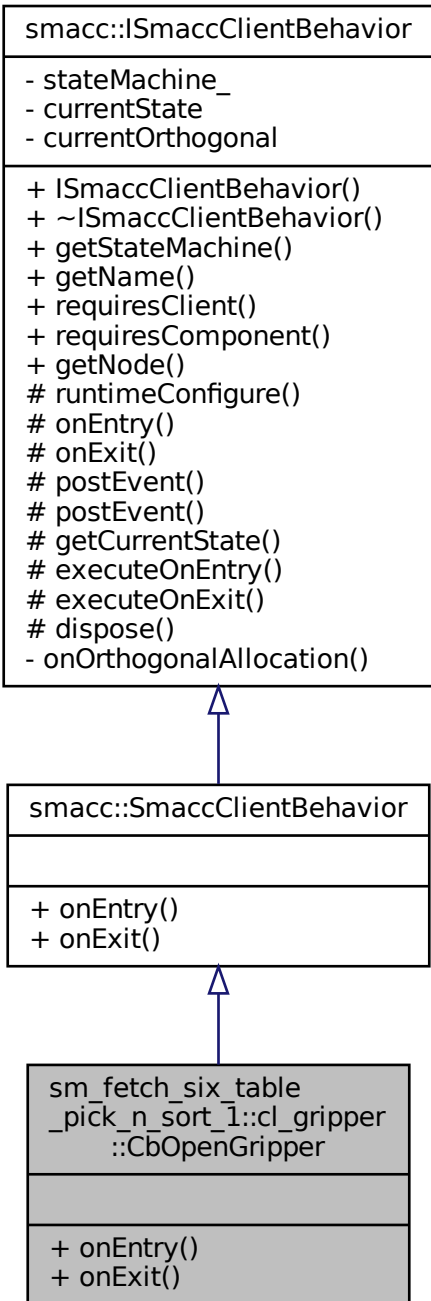 smacc::ISmaccClientBehavior
- stateMachine_
- currentState
- currentOrthogonal
+ ISmaccClientBehavior()
+ ~ISmaccClientBehavior()
+ getStateMachine()
+ getName()
+ requiresClient()
+ requiresComponent()
+ getNode()
# runtimeConfigure()
# onEntry()
# onExit()
# postEvent()
# postEvent()
# getCurrentState()
# executeOnEntry()
# executeOnExit()
# dispose()
- onOrthogonalAllocation()
smacc::SmaccClientBehavior
+ onEntry()
+ onExit()
sm_fetch_six_table
_pick_n_sort_1::cl_gripper
::CbOpenGripper
+ onEntry()
+ onExit()